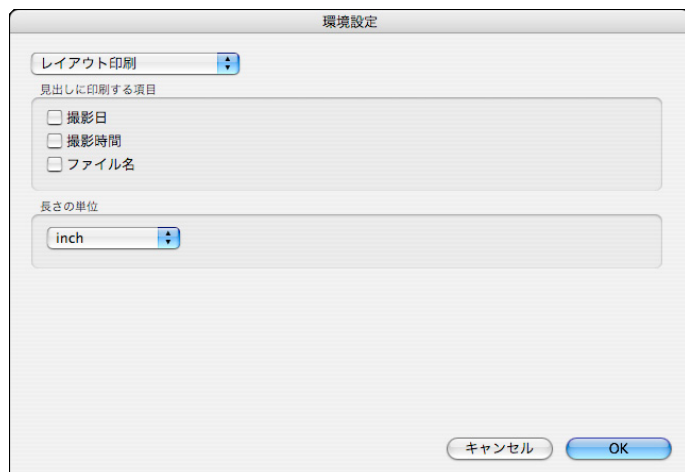 環境設定
レイアウト印刷
見出しに印刷する項目
撮影日
撮影時間
ファイル名
長さの単位
inch
キャンセル OK